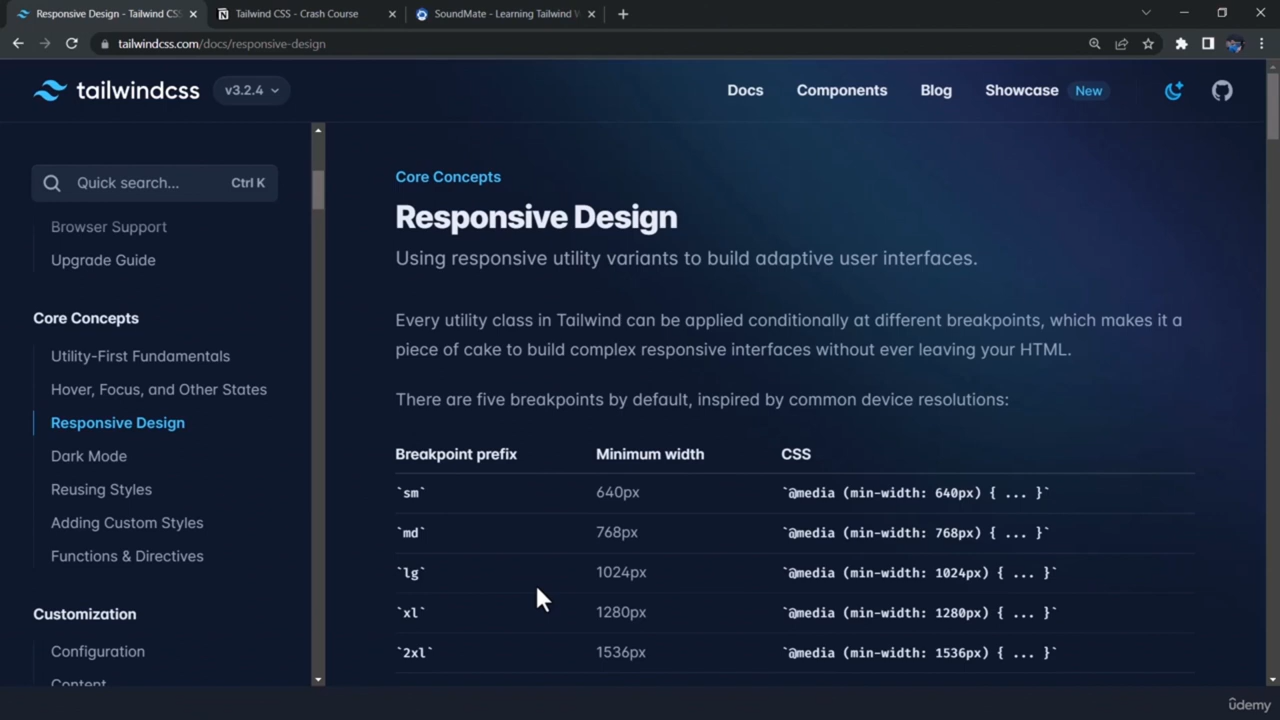 Responsive Design - Tailwind CSS
Tailwind CSS - Crash Course
SoundMate - Learning Tailwind W
tailwindcss.com/docs/responsive-design
tailwindcss
v3.2.4
Docs
Components
Blog
Showcase
New
Quick search...
Ctrl K
Browser Support
Upgrade Guide
Core Concepts
Utility-First Fundamentals
Hover, Focus, and Other States
Responsive Design
Dark Mode
Reusing Styles
Adding Custom Styles
Functions & Directives
Customization
Configuration
Content
Core Concepts
Responsive Design
Using responsive utility variants to build adaptive user interfaces.
Every utility class in Tailwind can be applied conditionally at different breakpoints, which makes it a
piece of cake to build complex responsive interfaces without ever leaving your HTML.
There are five breakpoints by default, inspired by common device resolutions:
Breakpoint prefix Minimum width CSS
`sm` 640px `@media (min-width: 640px) { ... }`
`md` 768px `@media (min-width: 768px) { ... }`
`lg` 1024px `@media (min-width: 1024px) { ... }`
`xl` 1280px `@media (min-width: 1280px) { ... }`
`2xl` 1536px `@media (min-width: 1536px) { ... }`
ûdemy